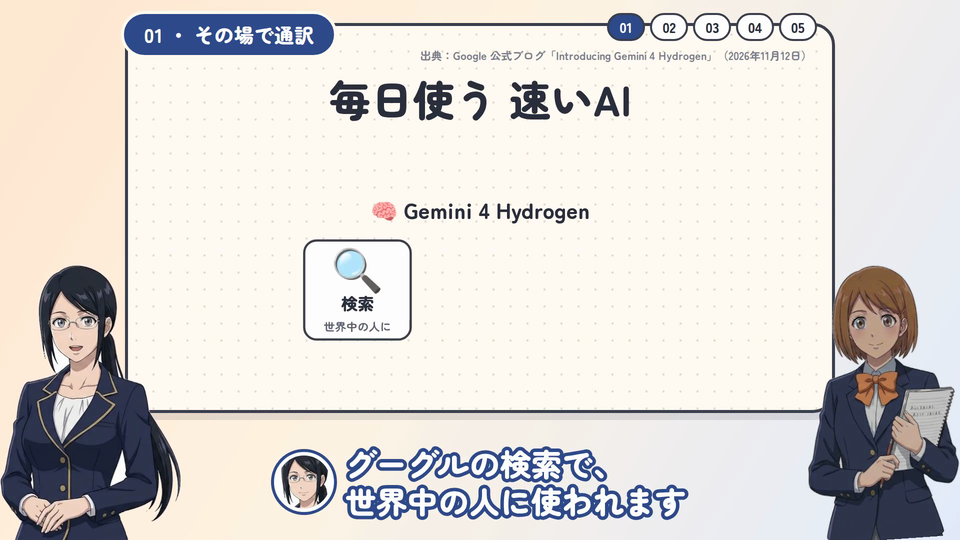 01 ・ その場で通訳
01 02 03 04 05
出典：Google 公式ブログ「Introducing Gemini 4 Hydrogen」（2026年11月12日）
毎日使う 速いAI
Gemini 4 Hydrogen
検索
世界中の人に
グーグルの検索で、
世界中の人に使われます